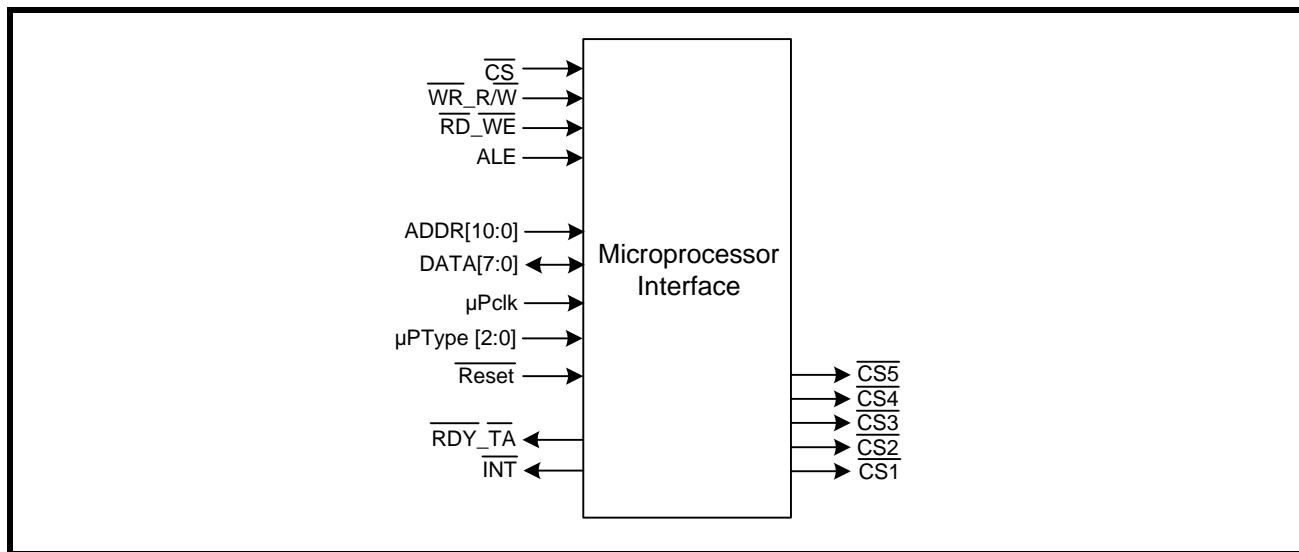 CS
WR_R/W
RD_WE
ALE
ADDR[10:0]
DATA[7:0]
µPclk
µPType [2:0]
Reset
RDY_TA
INT
Microprocessor
Interface
CS5
CS4
CS3
CS2
CS1